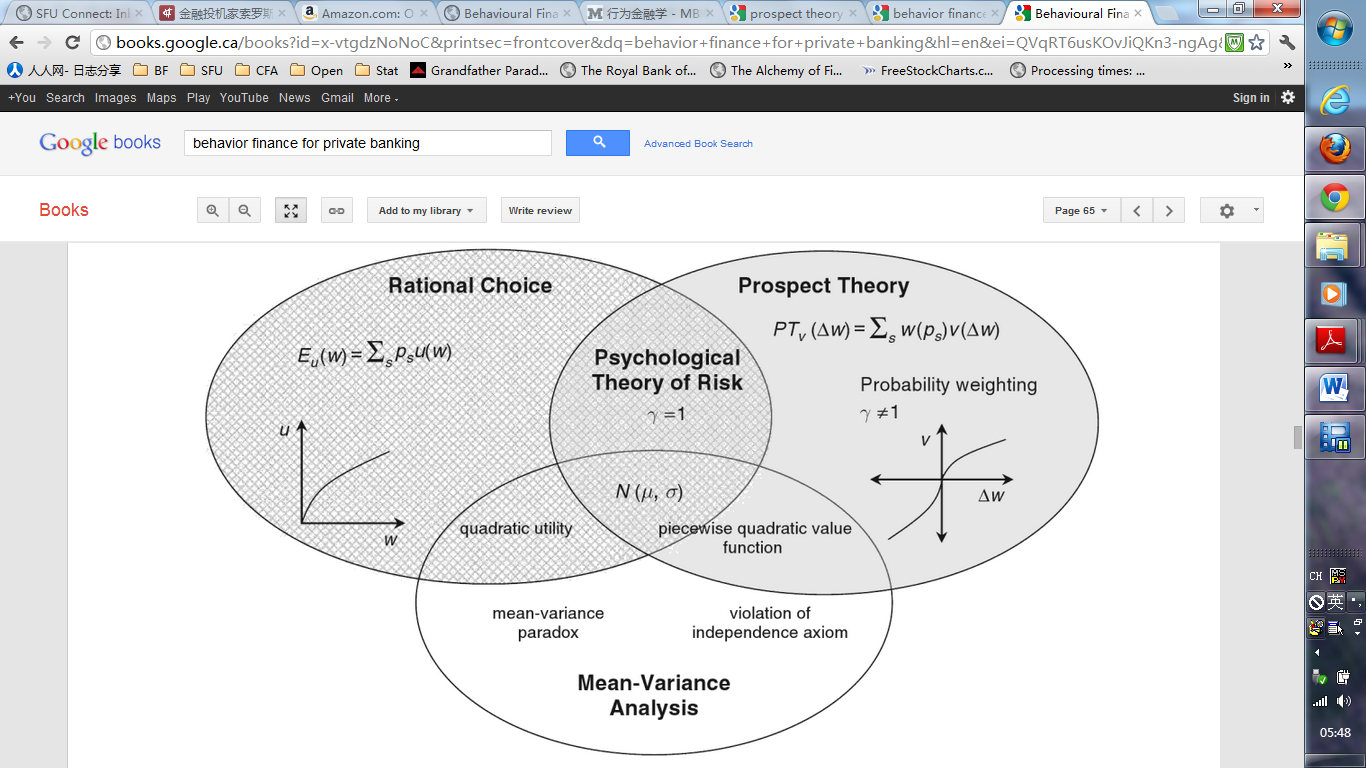 SFU Connect: Inl
金融投机家索罗斯
Amazon.com: O
Behavioural Fina
行为金融学 - MB
prospect theory
behavior finance
Behavioural Fina
books.google.ca/books?id=x-vtgdzNoNoC&printsec=frontcover&dq=behavior+finance+for+private+banking&hl=en&ei=QVqRT6usKOvJiQKn3-ngAg&
人人网- 日志分享
BF
SFU
CFA
Open
Stat
Grandfather Parad...
The Royal Bank of...
The Alchemy of Fi...
FreeStockCharts.c...
Processing times: ...
»
+You Search Images Maps Play YouTube News Gmail More
Sign in
Google books
behavior finance for private banking
Advanced Book Search
Books
Add to my library
Write review
Page 65
Rational Choice
Prospect Theory
E_u(w) = Σ_s p_s u(w)
PT_v (Δw) = Σ_s w(p_s)v(Δw)
Psychological
Theory of Risk
γ =1
Probability weighting
γ ≠1
u
w
v
Δw
N (μ, σ)
quadratic utility
piecewise quadratic value
function
mean-variance
paradox
violation of
independence axiom
Mean-Variance
Analysis
CH
英
05:48